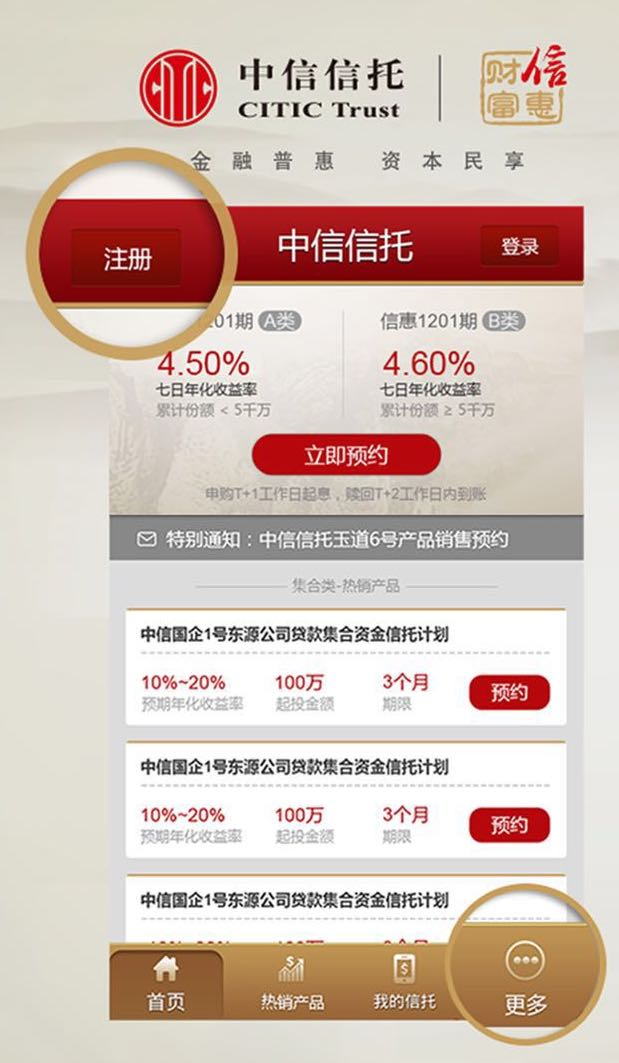 中信信托
CITIC Trust
财信
富惠
金融普惠 资本民享
注册
中信信托
登录
1201期 A类
信惠1201期 B类
4.50%
4.60%
七日年化收益率
七日年化收益率
累计份额 < 5千万
累计份额 ≥ 5千万
立即预约
申购T+1工作日起息，赎回T+2工作日内到账
特别通知：中信信托玉道6号产品销售预约
集合类-热销产品
中信国企1号东源公司贷款集合资金信托计划
10%~20% 100万 3个月
预约
预期年化收益率 起投金额 期限
中信国企1号东源公司贷款集合资金信托计划
10%~20% 100万 3个月
预约
预期年化收益率 起投金额 期限
中信国企1号东源公司贷款集合资金信托计划
首页
热销产品
我的信托
更多